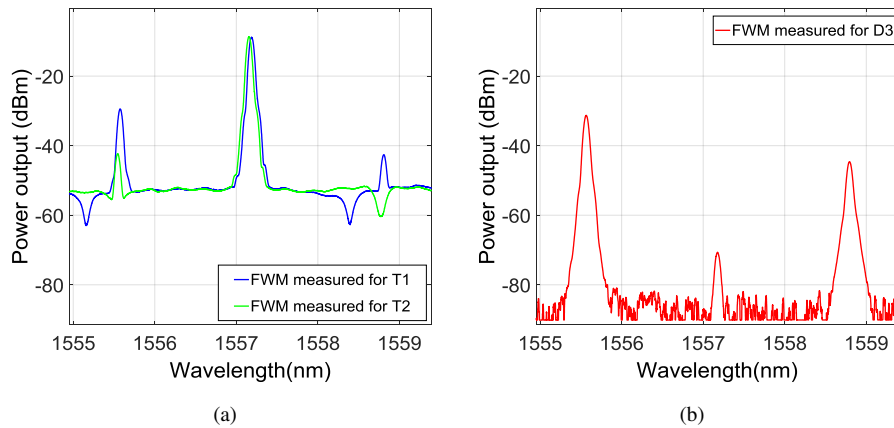 Power output (dBm)
-20
-40
-60
-80
FWM measured for T1
FWM measured for T2
1555 1556 1557 1558 1559
Wavelength(nm)
(a)
Power output (dBm)
-20
-40
-60
-80
FWM measured for D3
1555 1556 1557 1558 1559
Wavelength(nm)
(b)